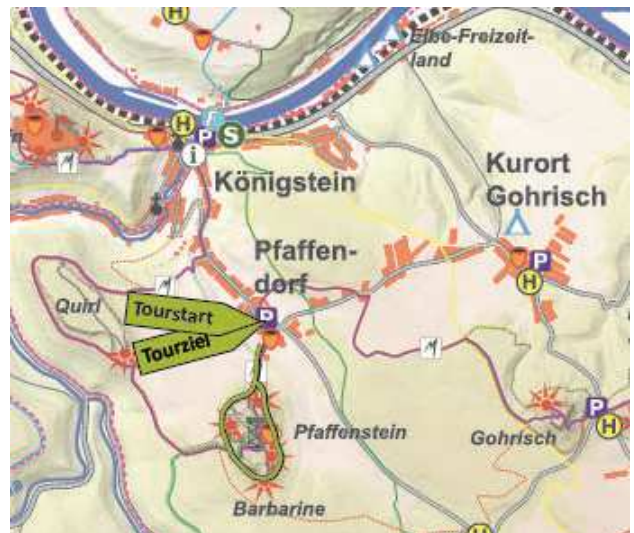 H
Elbe-Freizeit-
land
H
P
S
i
Königstein
Kurort
Gohrisch
P
H
Pfaffen-
dorf
Quirl
Tourstart
P
Tourziel
Pfaffenstein
Gohrisch
P
H
Barbarine
H